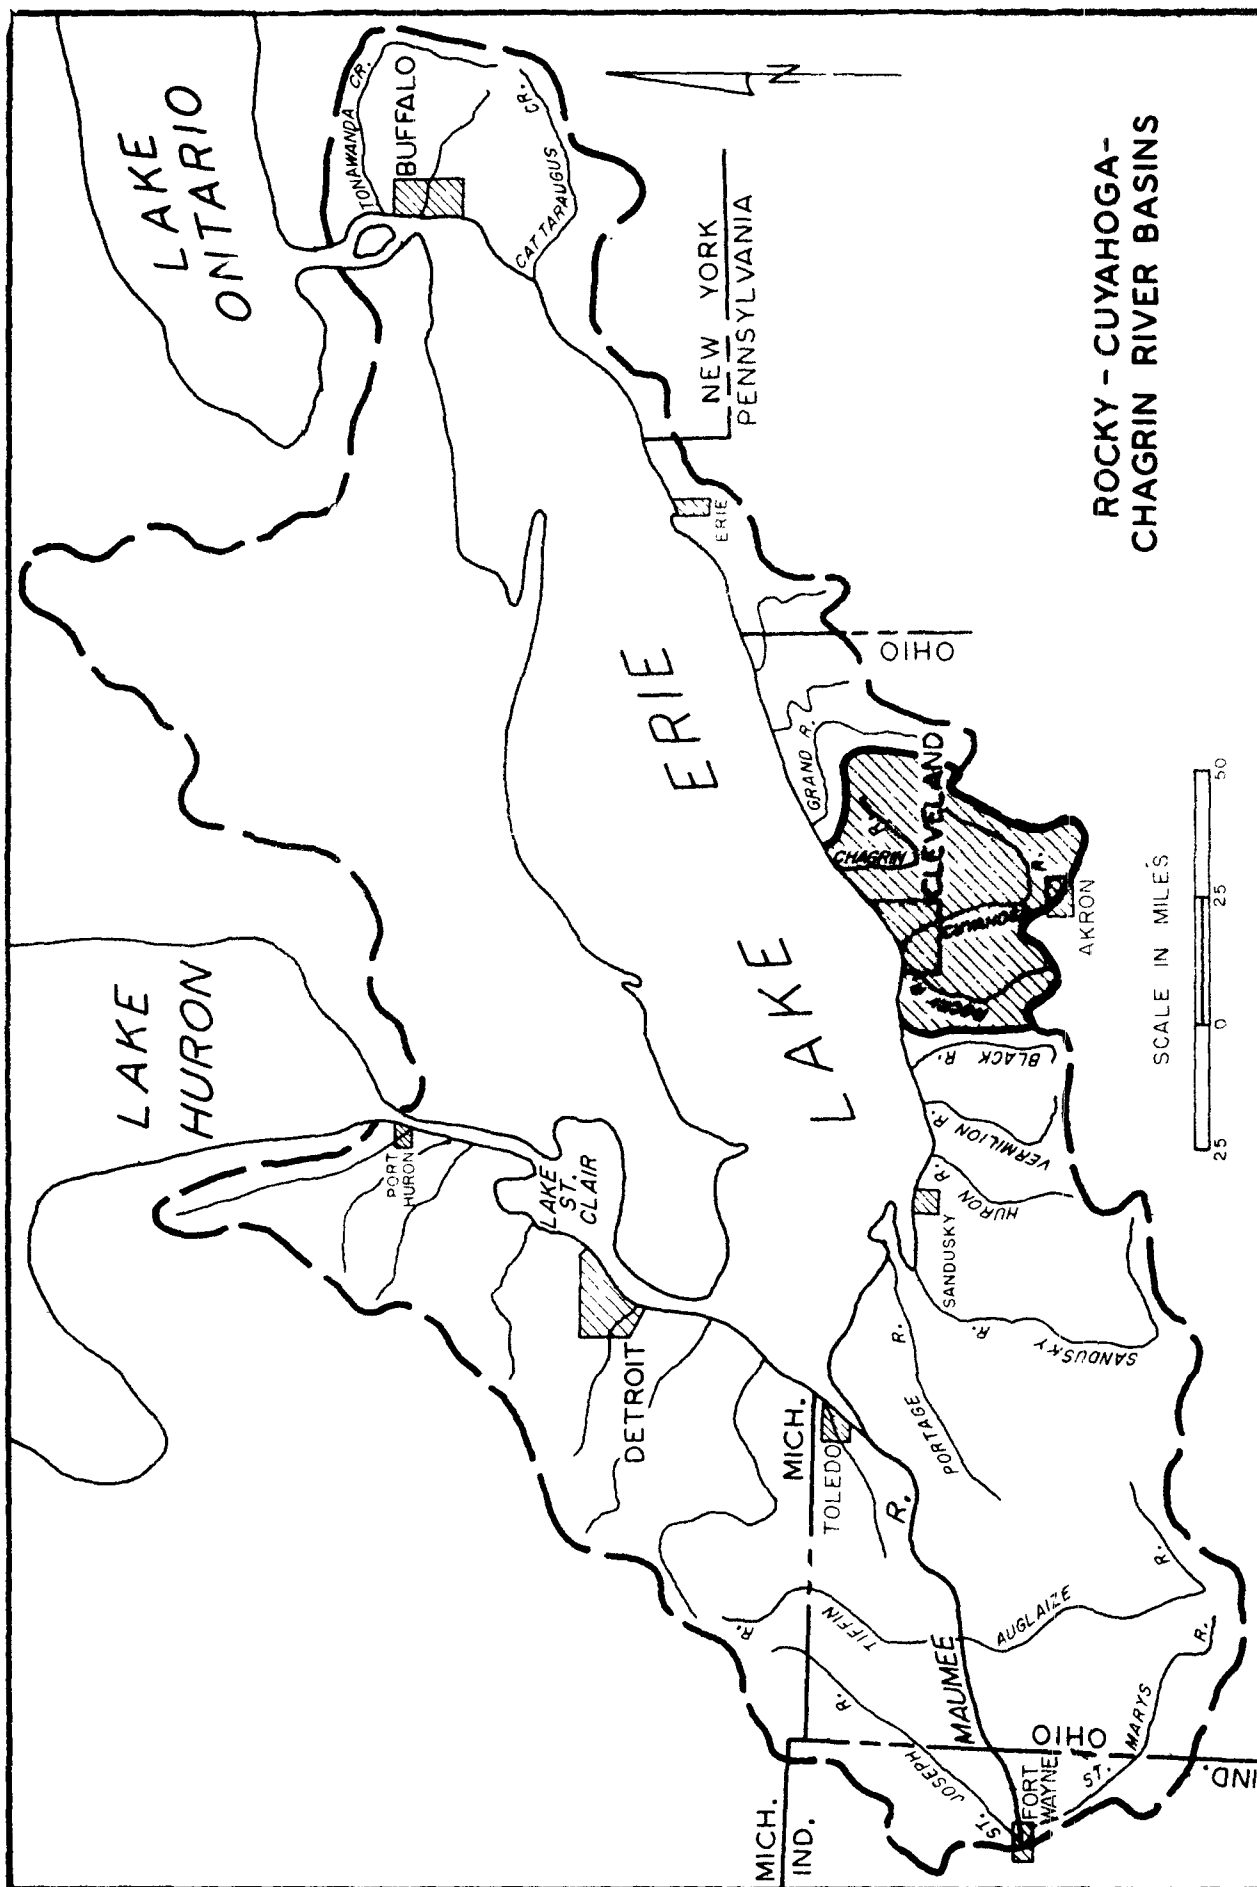 LAKE
ONTARIO
TONAWANDA CR.
BUFFALO
CATTARAUGUS CR.
N
NEW YORK
PENNSYLVANIA
ERIE
OHIO
LAKE ERIE
LAKE
HURON
PORT
HURON
LAKE
ST.
CLAIR
DETROIT
MICH.
TOLEDO
GRAND R.
CHAGRIN R.
CLEVELAND
CUYAHOGA R.
ROCKY R.
AKRON
BLACK R.
VERMILION R.
HURON R.
SANDUSKY
SANDUSKY R.
PORTAGE R.
MAUMEE R.
TIFFIN R.
AUGLAIZE R.
ST. JOSEPH R.
ST. MARYS R.
FORT
WAYNE
MICH.
IND.
OHIO
IND.
ROCKY - CUYAHOGA-
CHAGRIN RIVER BASINS
SCALE IN MILES
25 0 25 50